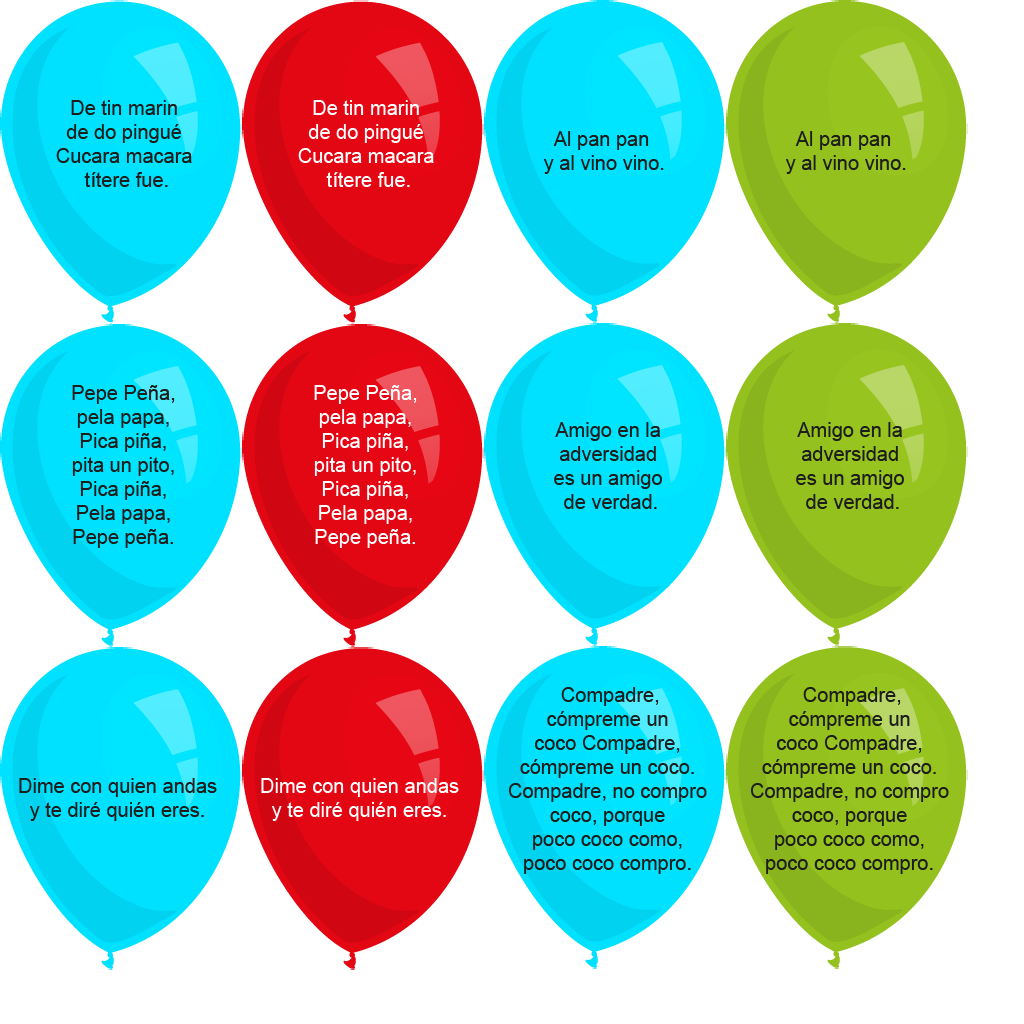 De tin marin
de do pingué
Cucara macara
títere fue.
De tin marin
de do pingué
Cucara macara
títere fue.
Al pan pan
y al vino vino.
Al pan pan
y al vino vino.
Pepe Peña,
pela papa,
Pica piña,
pita un pito,
Pica piña,
Pela papa,
Pepe peña.
Pepe Peña,
pela papa,
Pica piña,
pita un pito,
Pica piña,
Pela papa,
Pepe peña.
Amigo en la
adversidad
es un amigo
de verdad.
Amigo en la
adversidad
es un amigo
de verdad.
Dime con quien andas
y te diré quién eres.
Dime con quien andas
y te diré quién eres.
Compadre,
cómpreme un
coco Compadre,
cómpreme un coco.
Compadre, no compro
coco, porque
poco coco como,
poco coco compro.
Compadre,
cómpreme un
coco Compadre,
cómpreme un coco.
Compadre, no compro
coco, porque
poco coco como,
poco coco compro.